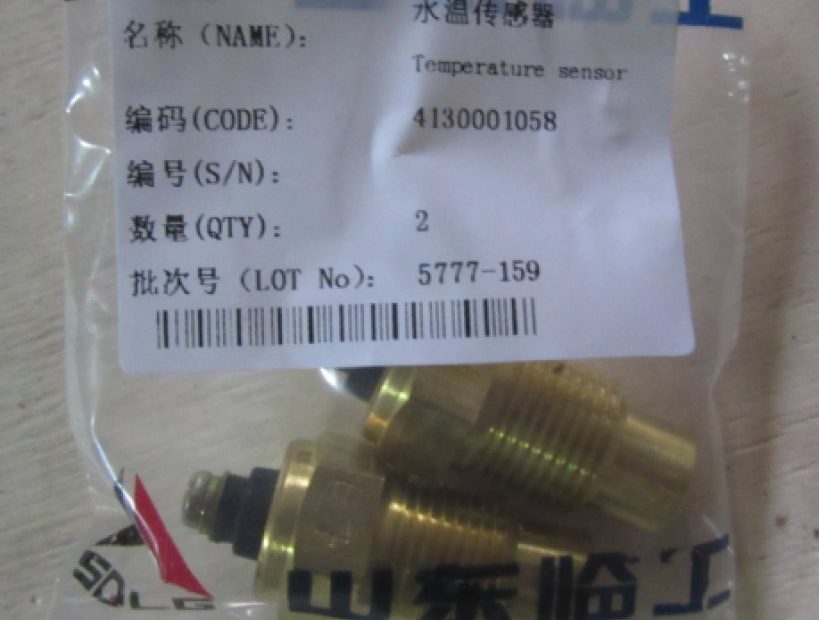 工
水温传感器
名称（NAME）：
Temperature sensor
编码(CODE)： 4130001058
编号(S/N)：
数量(QTY)： 2
批次号（LOT No）： 5777-159
SDLG
山东临工